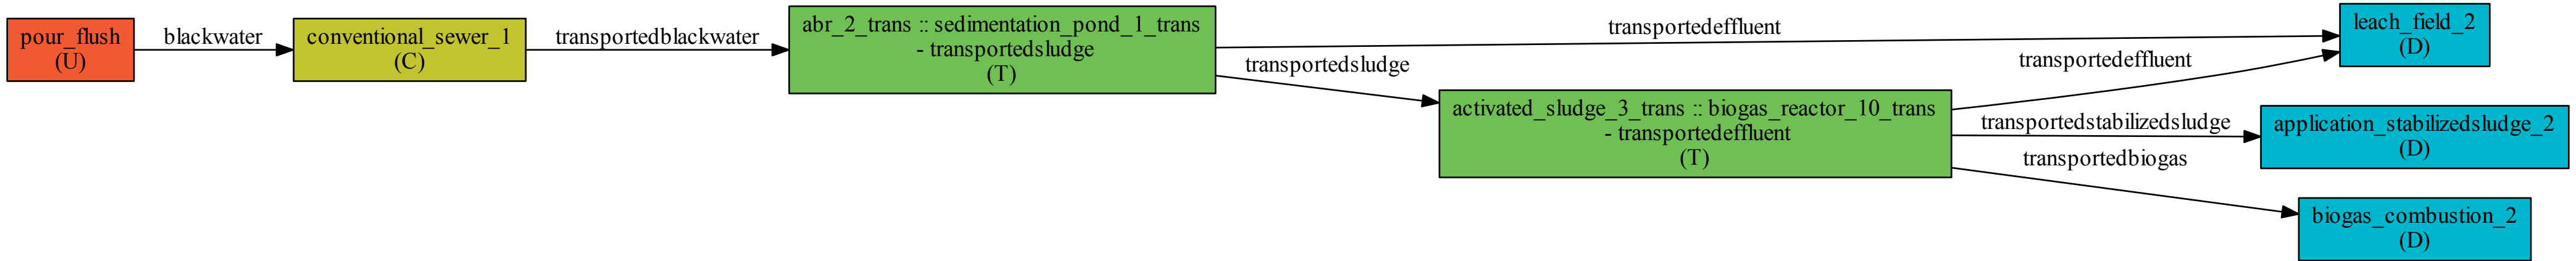 pour_flush
(U)
blackwater
conventional_sewer_1
(C)
transportedblackwater
abr_2_trans :: sedimentation_pond_1_trans
- transportedsludge
(T)
transportedeffluent
transportedsludge
activated_sludge_3_trans :: biogas_reactor_10_trans
- transportedeffluent
(T)
transportedeffluent
transportedstabilizedsludge
transportedbiogas
leach_field_2
(D)
application_stabilizedsludge_2
(D)
biogas_combustion_2
(D)